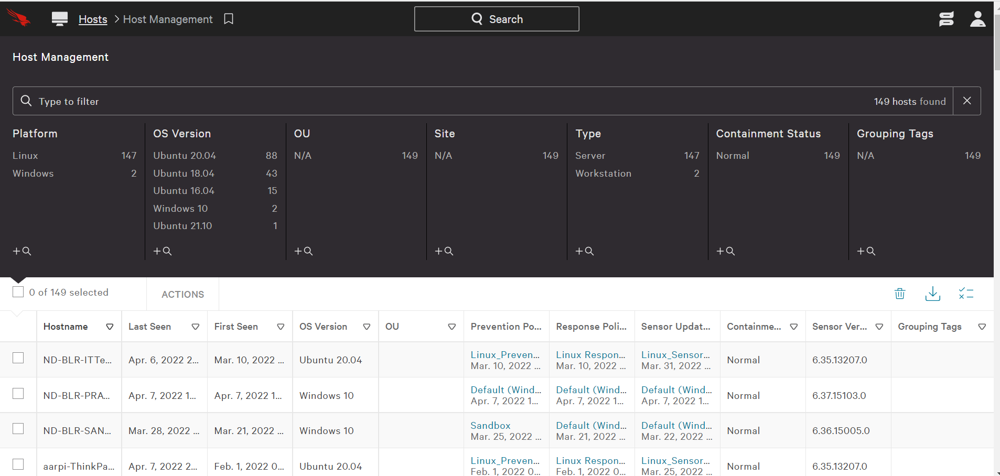 Hosts > Host Management
Search
Host Management
Type to filter
149 hosts found
Platform
Linux 147
Windows 2
OS Version
Ubuntu 20.04 88
Ubuntu 18.04 43
Ubuntu 16.04 15
Windows 10 2
Ubuntu 21.10 1
OU
N/A 149
Site
N/A 149
Type
Server 147
Workstation 2
Containment Status
Normal 149
Grouping Tags
N/A 149
0 of 149 selected
ACTIONS
Hostname Last Seen First Seen OS Version OU Prevention Po... Response Poli... Sensor Updat... Containme... Sensor Ver... Grouping Tags
ND-BLR-ITTe... Apr. 6, 2022 2... Mar. 10, 2022 ... Ubuntu 20.04 Linux_Preven... Linux Respon... Linux_Sensor... Normal 6.35.13207.0
Mar. 10, 2022 ... Mar. 10, 2022 ... Mar. 31, 2022 ...
ND-BLR-PRA... Apr. 7, 2022 1... Apr. 7, 2022 1... Windows 10 Default (Wind... Default (Wind... Default (Wind... Normal 6.37.15103.0
Apr. 7, 2022 1... Apr. 7, 2022 1... Apr. 7, 2022 1...
ND-BLR-SAN... Mar. 28, 2022 ... Mar. 21, 2022 ... Windows 10 Sandbox Default (Wind... Default (Wind... Normal 6.36.15005.0
Mar. 25, 2022 ... Mar. 21, 2022 ... Mar. 22, 2022 ...
aarpi-ThinkPa... Apr. 7, 2022 2... Feb. 1, 2022 0... Ubuntu 20.04 Linux_Preven... Linux Respon... Linux_Sensor... Normal 6.35.13207.0
Feb. 1, 2022 0... Feb. 1, 2022 0... Mar. 25, 2022 ...